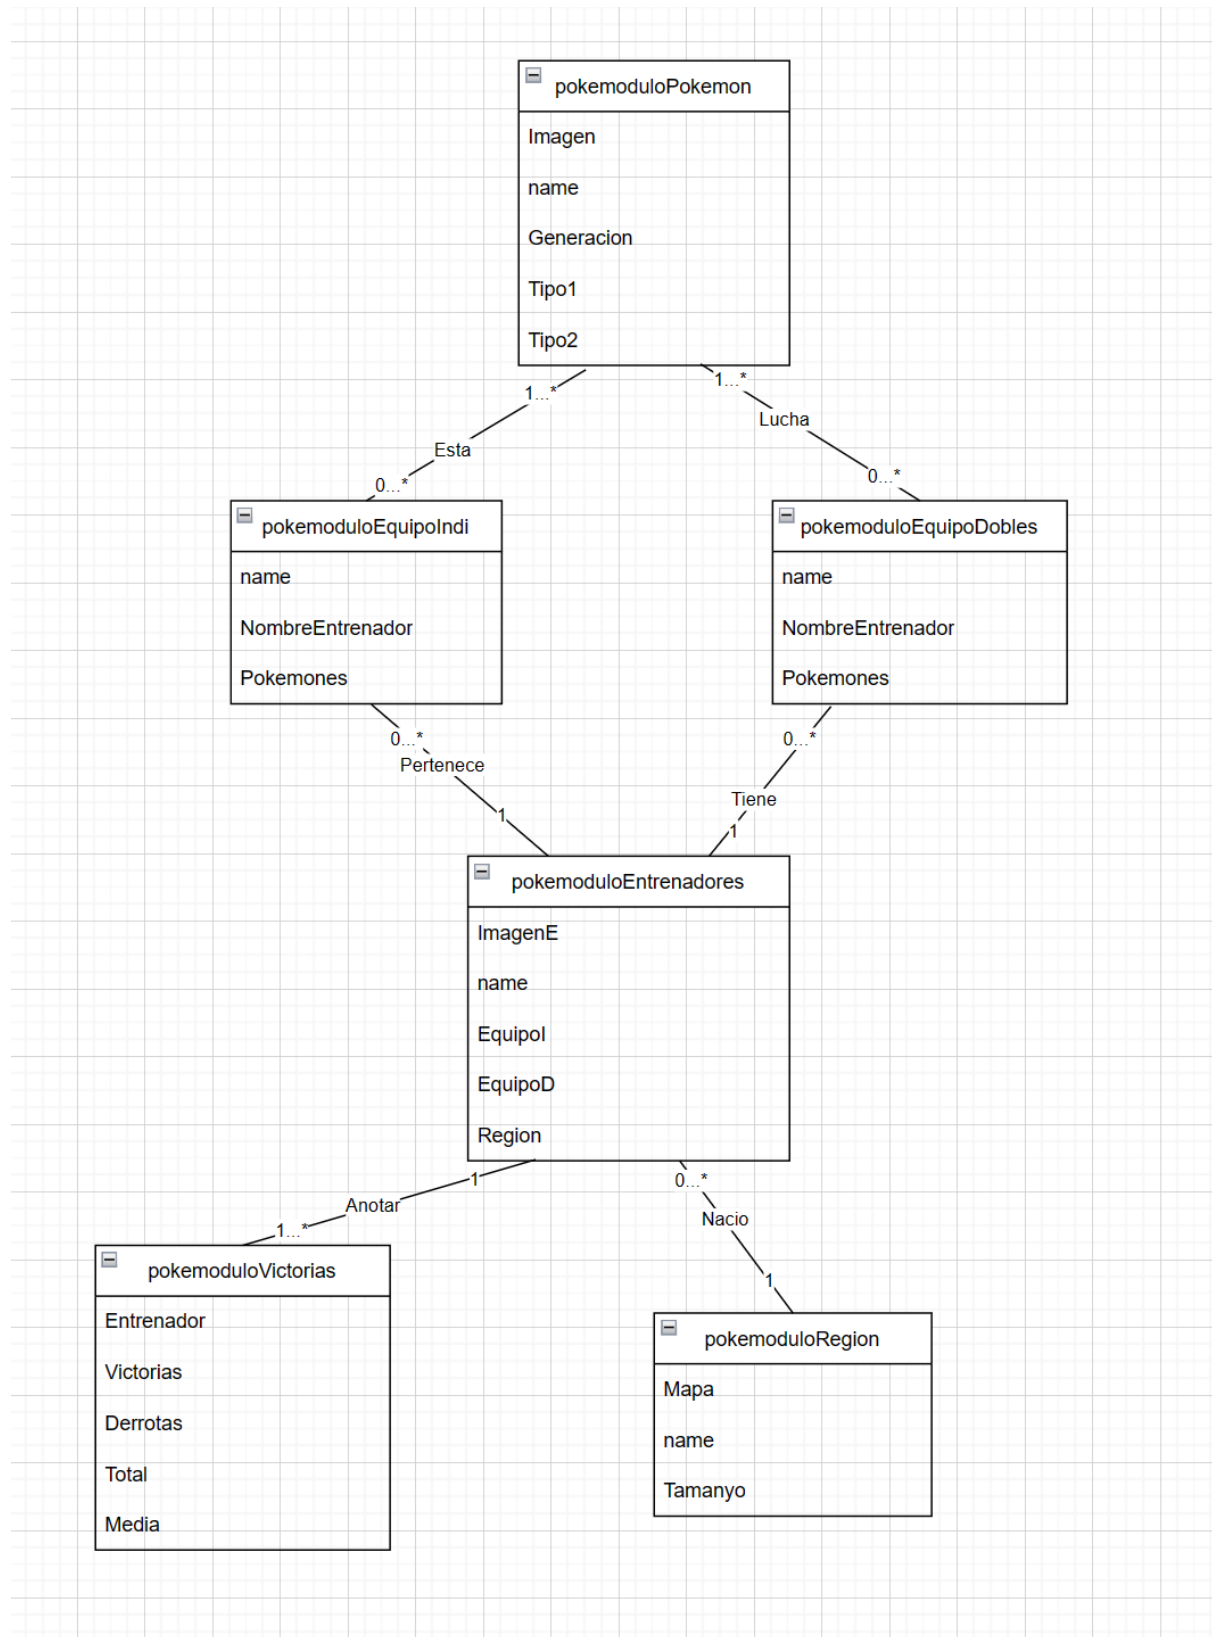 pokemoduloPokemon
Imagen
name
Generacion
Tipo1
Tipo2
1...*
1...*
Lucha
Esta
0...*
0...*
pokemoduloEquipoIndi
name
NombreEntrenador
Pokemones
pokemoduloEquipoDobles
name
NombreEntrenador
Pokemones
0...*
0...*
Pertenece
Tiene
1
1
pokemoduloEntrenadores
ImagenE
name
EquipoI
EquipoD
Region
1
0...*
Anotar
Nacio
1...*
1
pokemoduloVictorias
Entrenador
Victorias
Derrotas
Total
Media
pokemoduloRegion
Mapa
name
Tamanyo